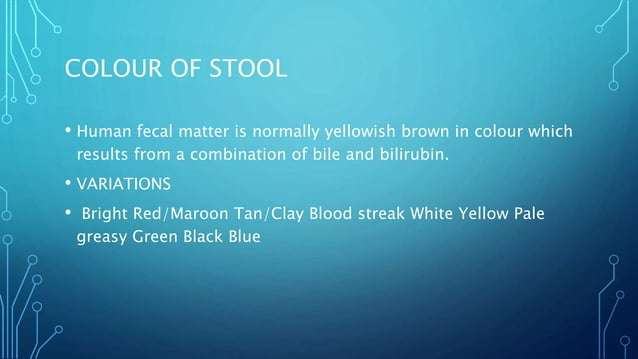 COLOUR OF STOOL
• Human fecal matter is normally yellowish brown in colour which
results from a combination of bile and bilirubin.
• VARIATIONS
• Bright Red/Maroon Tan/Clay Blood streak White Yellow Pale
greasy Green Black Blue